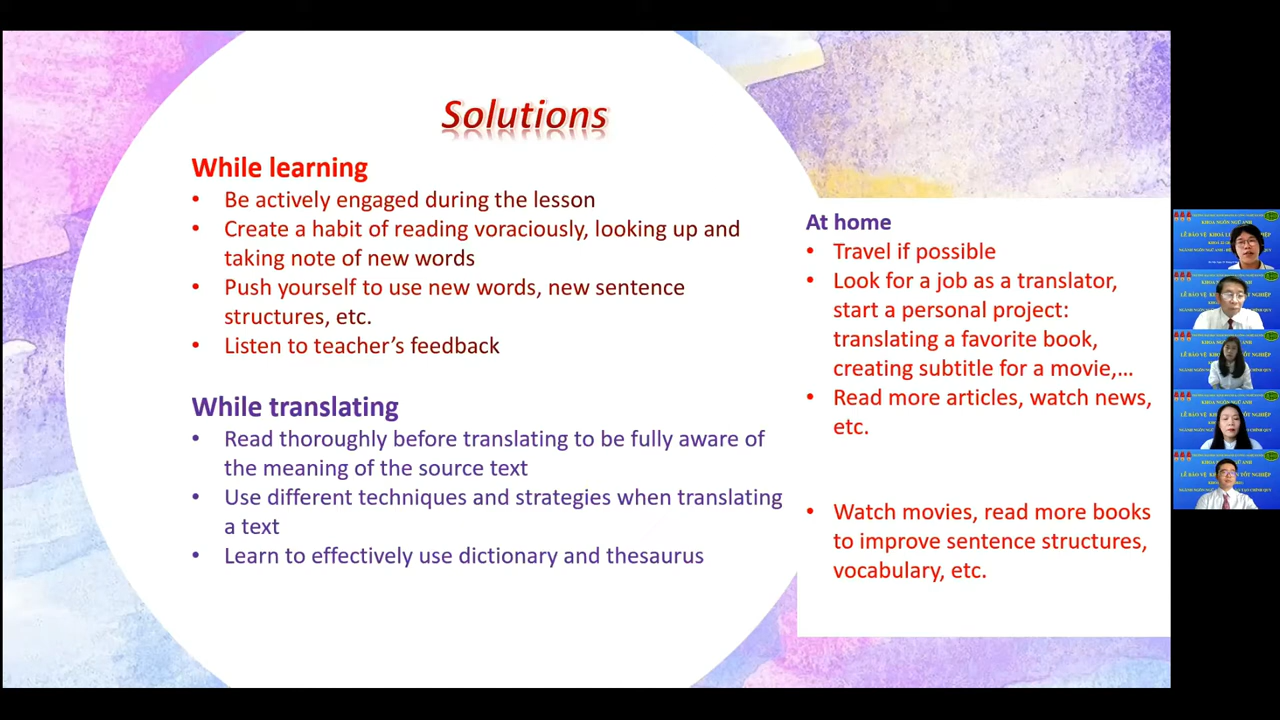 Solutions
While learning
• Be actively engaged during the lesson
• Create a habit of reading voraciously, looking up and
taking note of new words
• Push yourself to use new words, new sentence
structures, etc.
• Listen to teacher’s feedback
While translating
• Read thoroughly before translating to be fully aware of
the meaning of the source text
• Use different techniques and strategies when translating
a text
• Learn to effectively use dictionary and thesaurus
At home
• Travel if possible
• Look for a job as a translator,
start a personal project:
translating a favorite book,
creating subtitle for a movie,...
• Read more articles, watch news,
etc.
• Watch movies, read more books
to improve sentence structures,
vocabulary, etc.
KHOA NGÔN NGỮ ANH